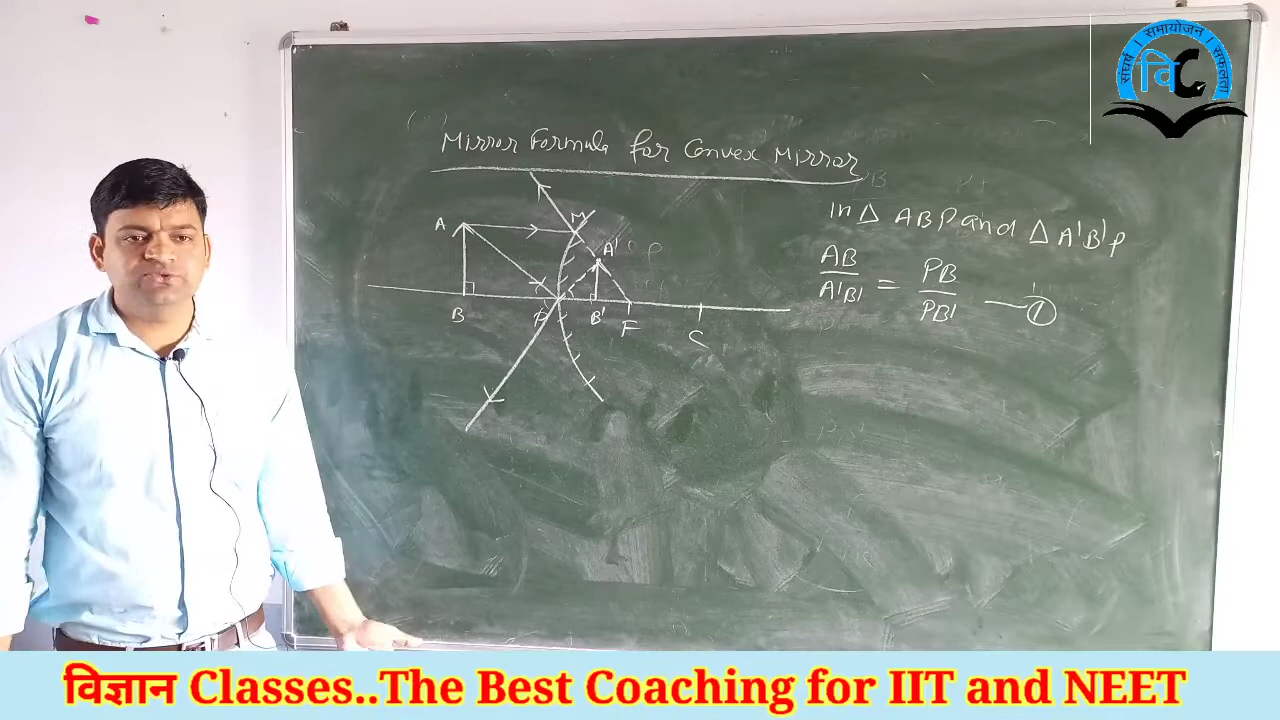 संघर्ष । समायोजन । सफलता
वि C
Mirror Formula for Convex Mirror
A
M
A'
B
P
B'
F
C
in Δ ABP and Δ A'B'P
AB/A'B' = PB/PB' — ①
विज्ञान Classes..The Best Coaching for IIT and NEET